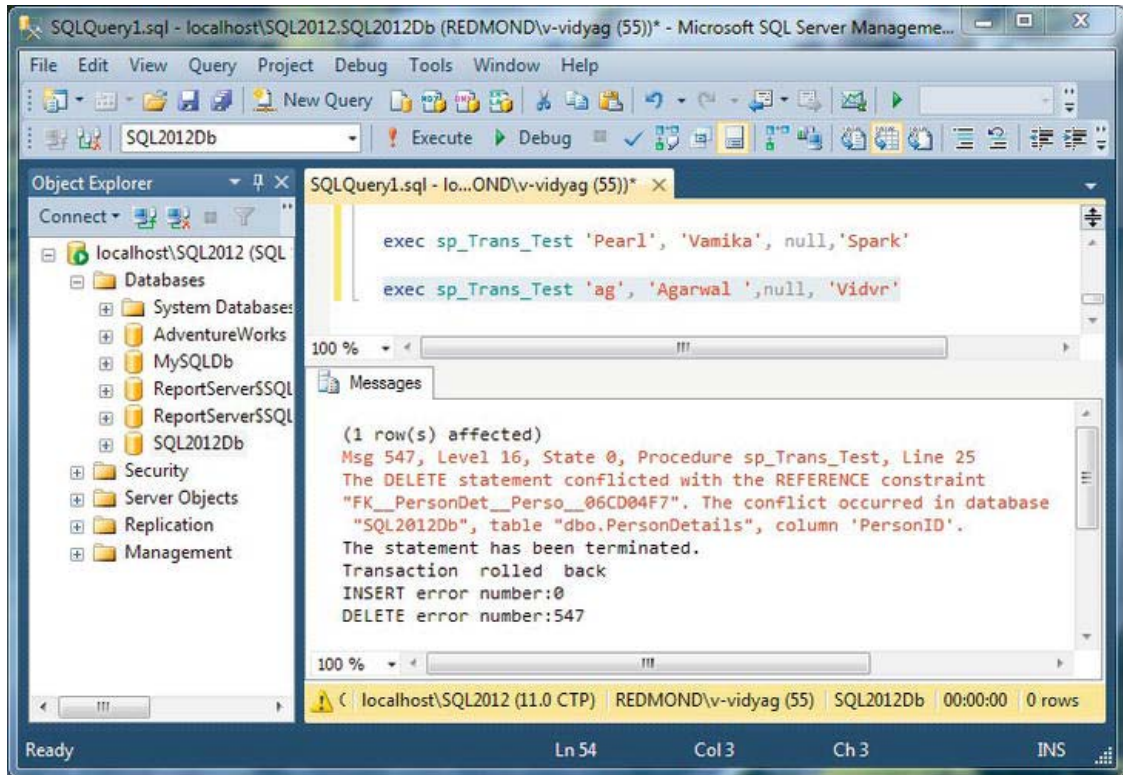 SQLQuery1.sql - localhost\SQL2012.SQL2012Db (REDMOND\v-vidyag (55))* - Microsoft SQL Server Manageme...
File Edit View Query Project Debug Tools Window Help
New Query
SQL2012Db
Execute Debug
Object Explorer
Connect
localhost\SQL2012 (SQL
Databases
System Databases
AdventureWorks
MySQLDb
ReportServer$SQL
ReportServer$SQL
SQL2012Db
Security
Server Objects
Replication
Management
SQLQuery1.sql - lo...OND\v-vidyag (55))*
exec sp_Trans_Test 'Pearl', 'Vamika', null,'Spark'
exec sp_Trans_Test 'ag', 'Agarwal ',null, 'Vidvr'
100 %
Messages
(1 row(s) affected)
Msg 547, Level 16, State 0, Procedure sp_Trans_Test, Line 25
The DELETE statement conflicted with the REFERENCE constraint
"FK__PersonDet__Perso__06CD04F7". The conflict occurred in database
"SQL2012Db", table "dbo.PersonDetails", column 'PersonID'.
The statement has been terminated.
Transaction rolled back
INSERT error number:0
DELETE error number:547
100 %
localhost\SQL2012 (11.0 CTP) REDMOND\v-vidyag (55) SQL2012Db 00:00:00 0 rows
Ready Ln 54 Col 3 Ch 3 INS